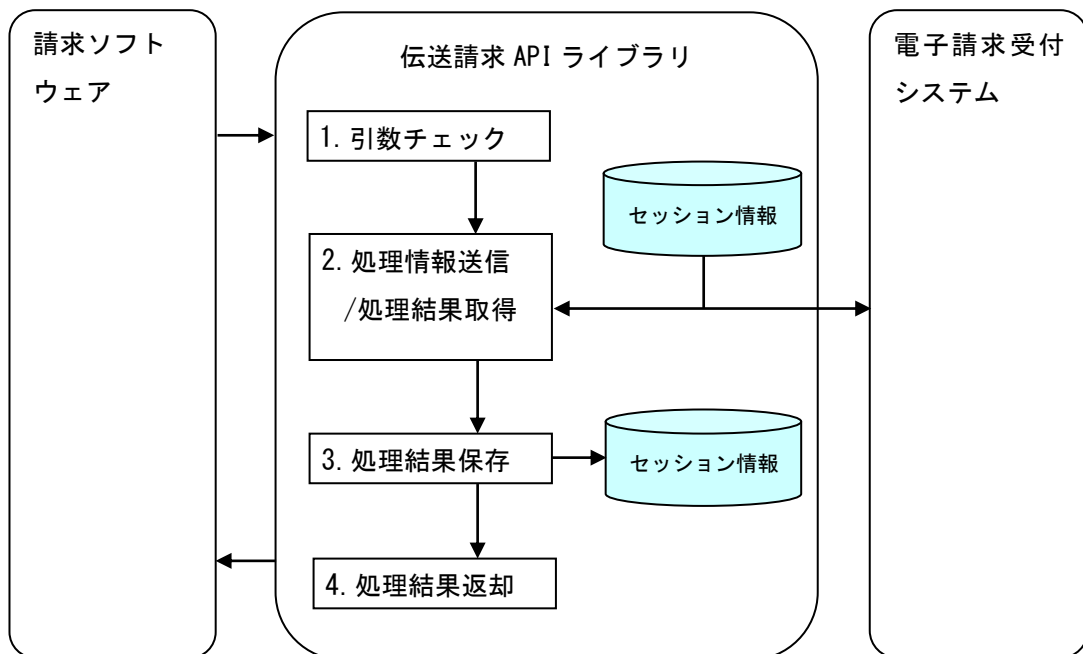 請求ソフト
ウェア
伝送請求 API ライブラリ
電子請求受付
システム
1. 引数チェック
セッション情報
2. 処理情報送信
/処理結果取得
3. 処理結果保存
セッション情報
4. 処理結果返却